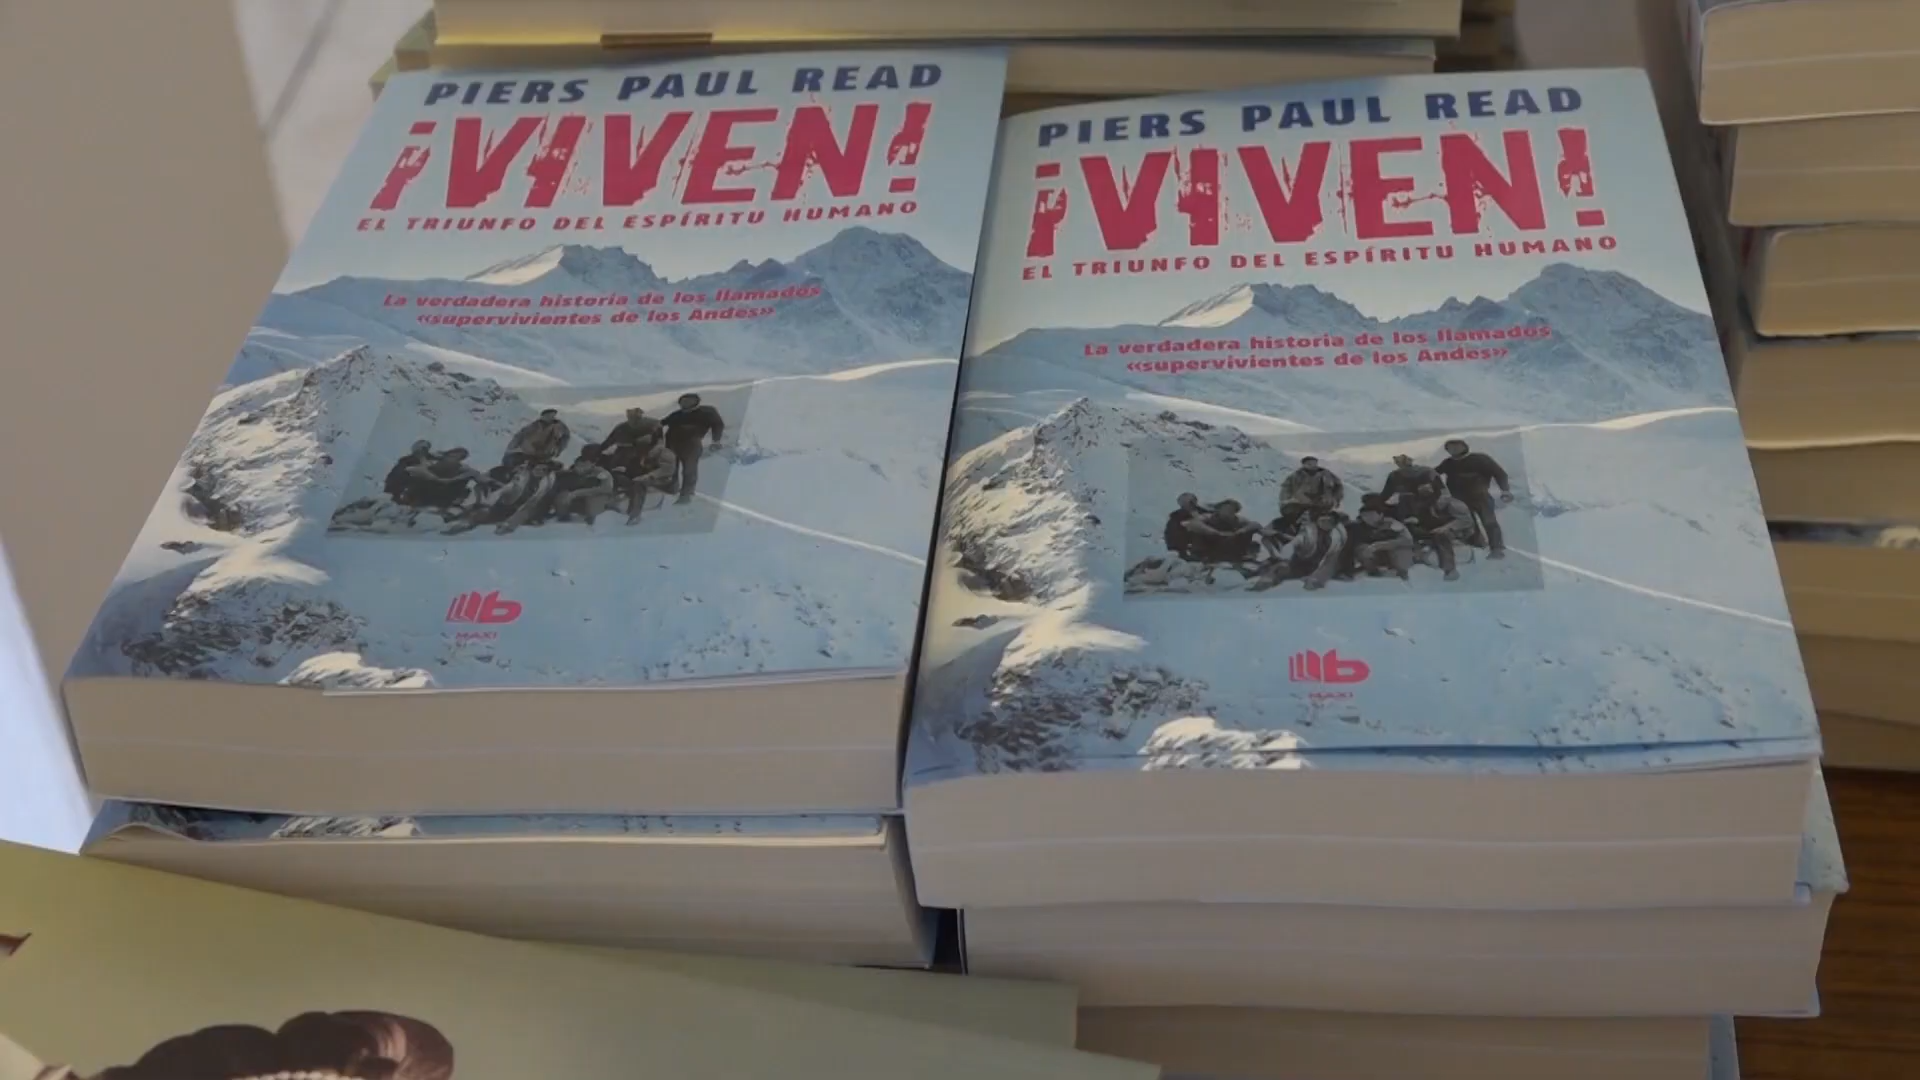 PIERS PAUL READ
¡VIVEN!
EL TRIUNFO DEL ESPÍRITU HUMANO
La verdadera historia de los llamados
«supervivientes de los Andes»
b
MAXI
PIERS PAUL READ
¡VIVEN!
EL TRIUNFO DEL ESPÍRITU HUMANO
La verdadera historia de los llamados
«supervivientes de los Andes»
b
MAXI